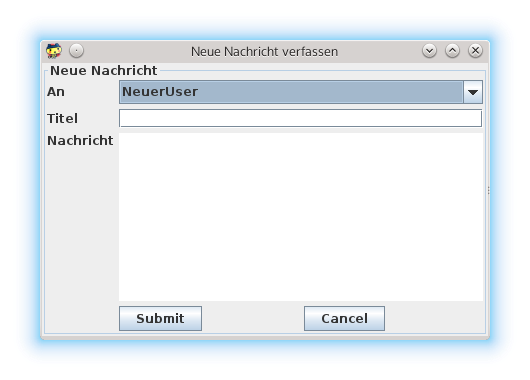 Neue Nachricht verfassen
Neue Nachricht
An NeuerUser
Titel
Nachricht
Submit Cancel